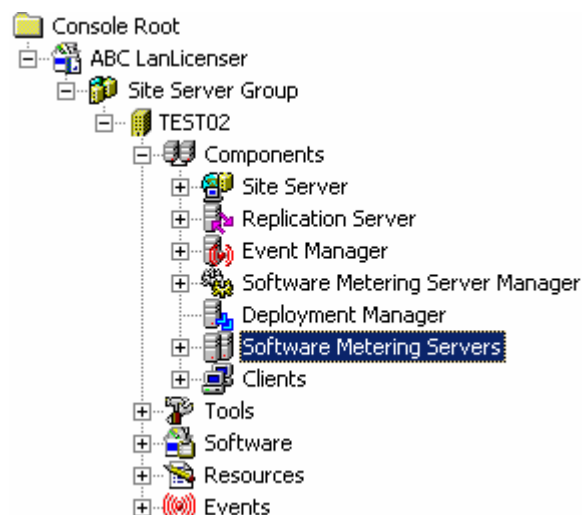 Console Root
ABC LanLicenser
Site Server Group
TEST02
Components
Site Server
Replication Server
Event Manager
Software Metering Server Manager
Deployment Manager
Software Metering Servers
Clients
Tools
Software
Resources
Events